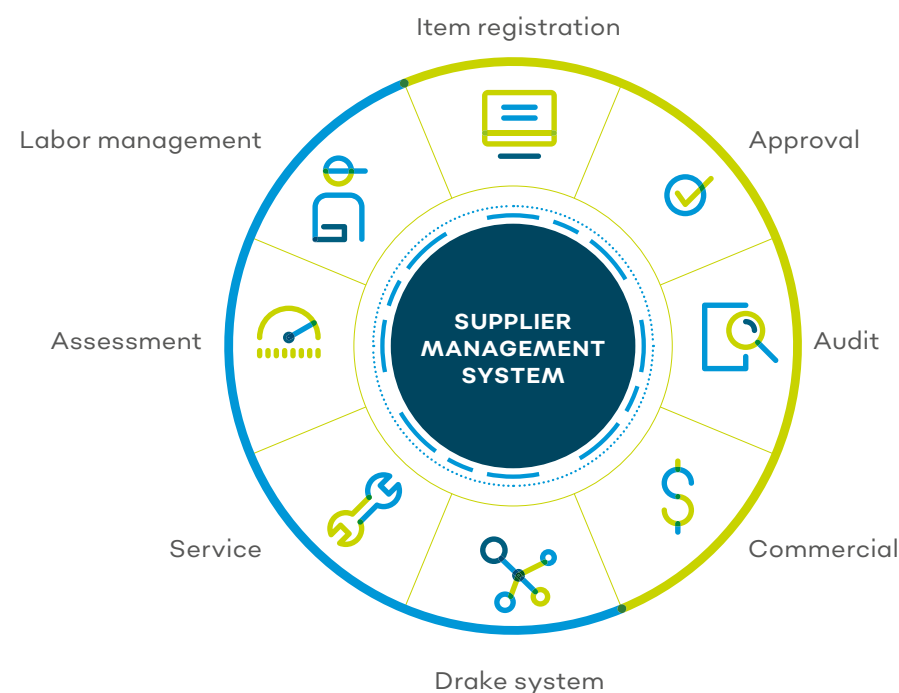 Item registration
Labor management
Approval
Assessment
SUPPLIER
MANAGEMENT
SYSTEM
Audit
Service
Commercial
Drake system